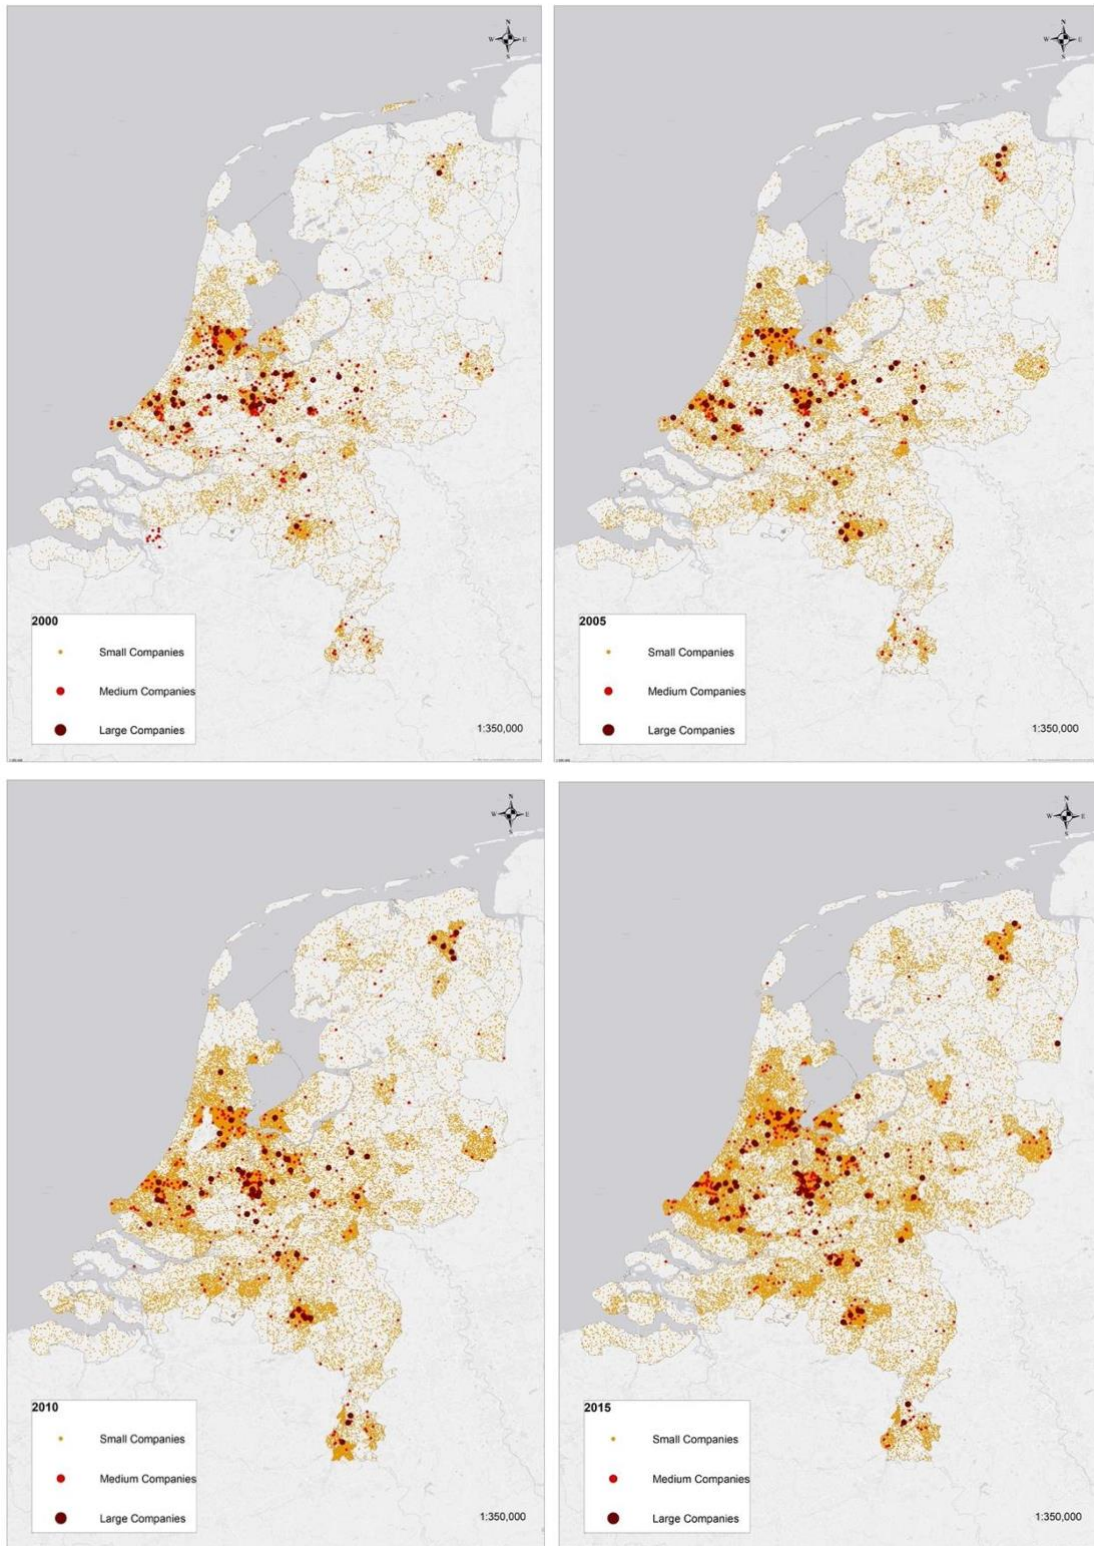 N
W E
S
2000
Small Companies
Medium Companies
Large Companies
1:350,000
N
W E
S
2005
Small Companies
Medium Companies
Large Companies
1:350,000
N
W E
S
2010
Small Companies
Medium Companies
Large Companies
1:350,000
N
W E
S
2015
Small Companies
Medium Companies
Large Companies
1:350,000